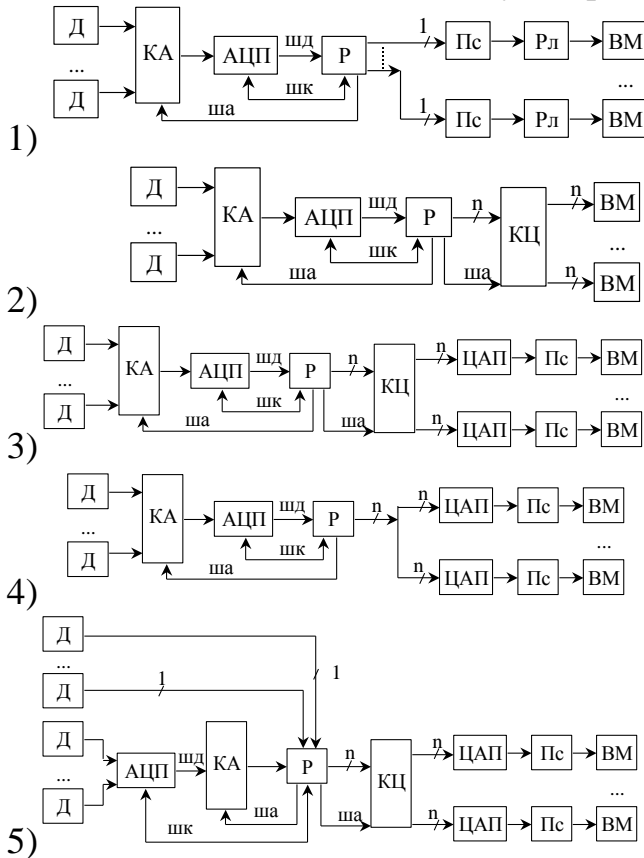 Д
...
Д
КА
АЦП
шд
Р
шк
ша
1
Пс
Рл
ВМ
...
1
Пс
Рл
ВМ
1)
Д
...
Д
КА
АЦП
шд
Р
шк
ша
n
ша
КЦ
n
ВМ
...
n
ВМ
2)
Д
...
Д
КА
АЦП
шд
Р
шк
ша
n
ша
КЦ
n
ЦАП
Пс
ВМ
...
n
ЦАП
Пс
ВМ
3)
Д
...
Д
КА
АЦП
шд
Р
шк
ша
n
n
ЦАП
Пс
ВМ
...
n
ЦАП
Пс
ВМ
4)
Д
...
Д
1
1
Д
...
Д
АЦП
шд
КА
Р
ша
шк
n
ша
КЦ
n
ЦАП
Пс
ВМ
...
n
ЦАП
Пс
ВМ
5)